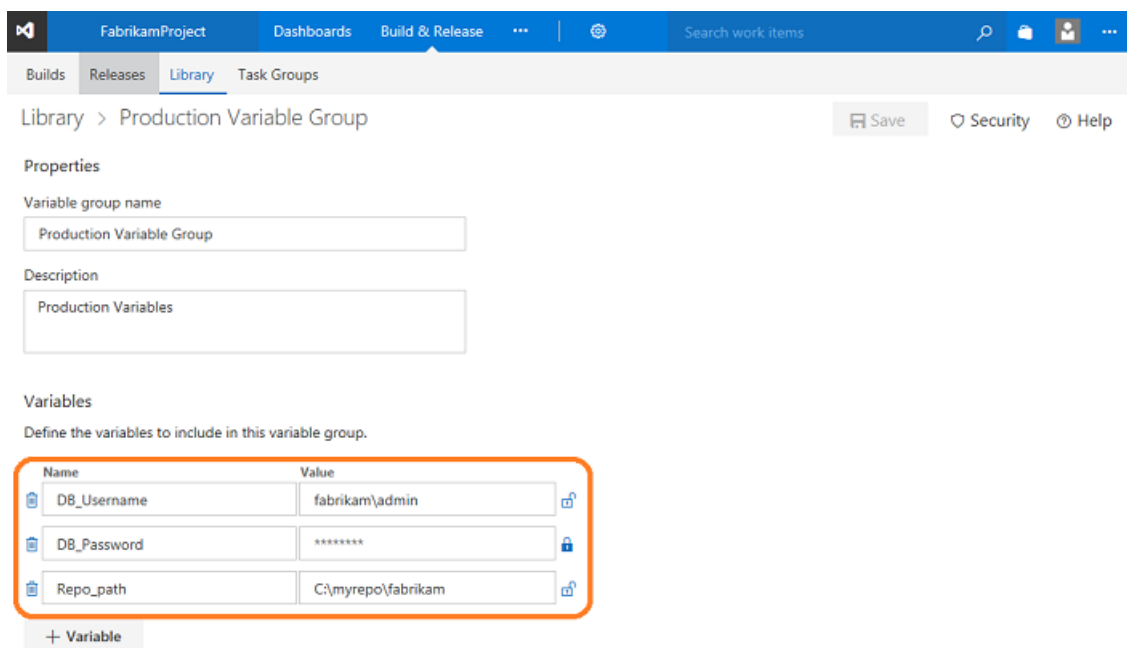 FabrikamProject Dashboards Build & Release ... Search work items ...
Builds Releases Library Task Groups
Library > Production Variable Group Save Security Help
Properties
Variable group name
Production Variable Group
Description
Production Variables
Variables
Define the variables to include in this variable group.
Name Value
DB_Username fabrikam\admin
DB_Password ********
Repo_path C:\myrepo\fabrikam
+ Variable